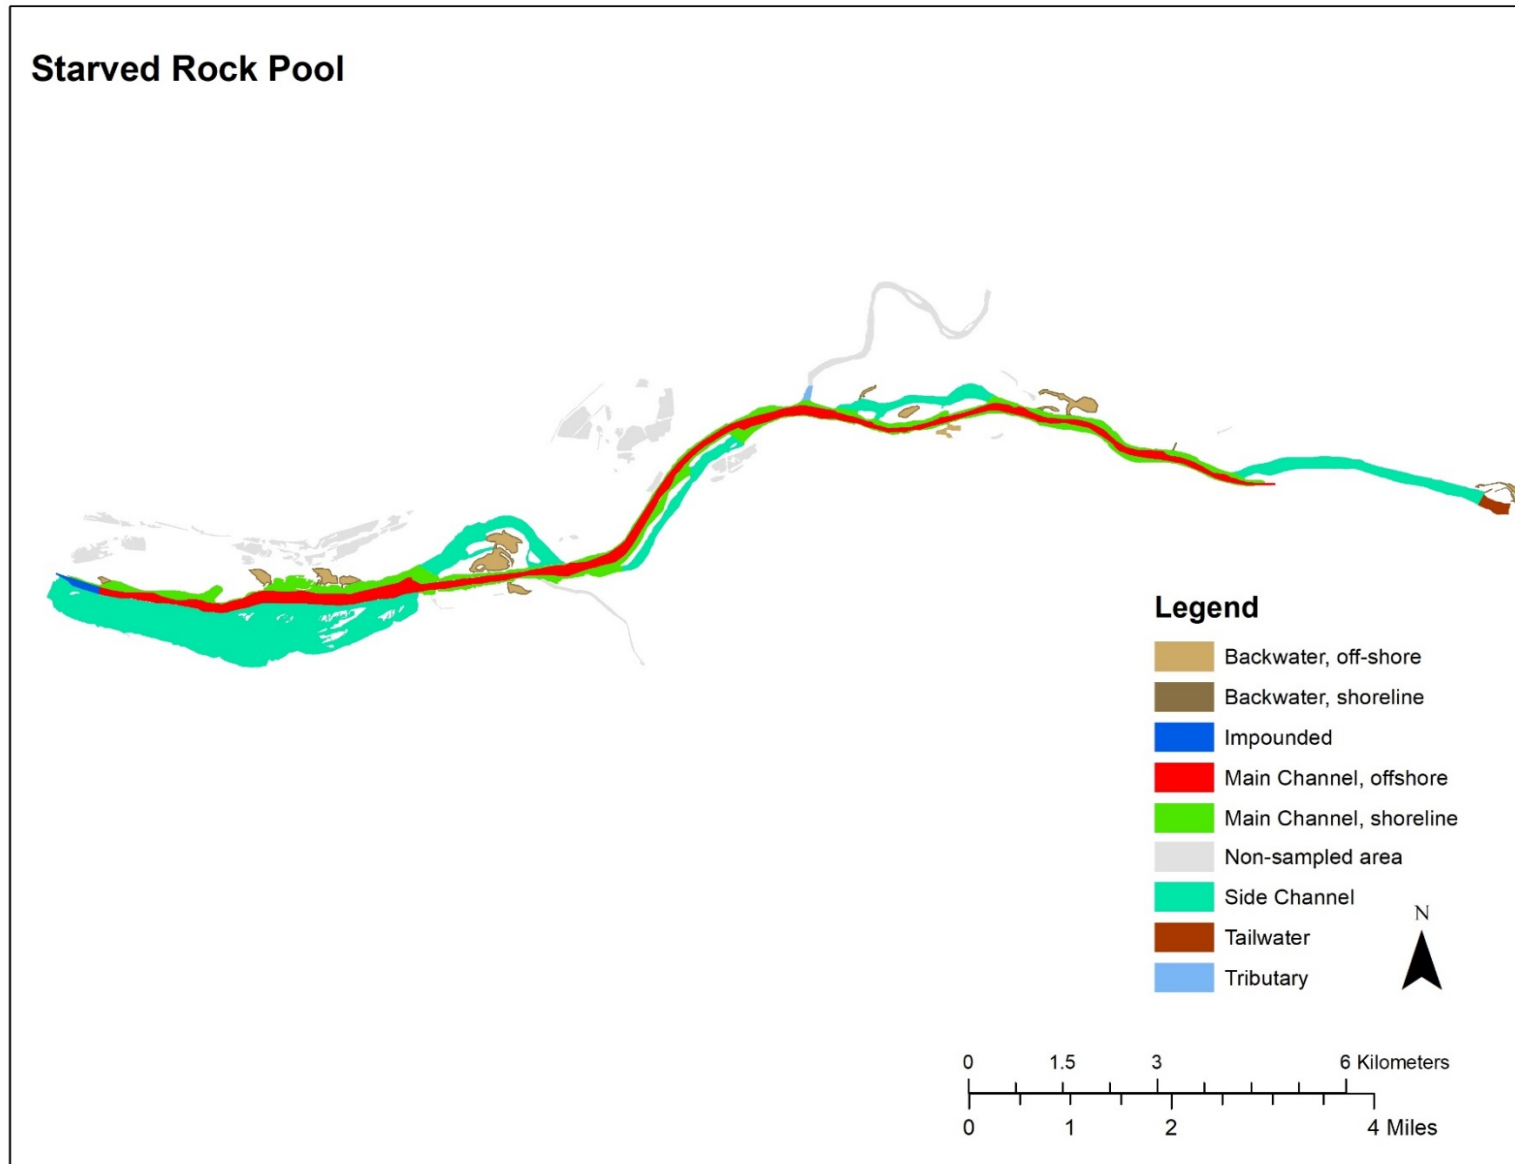 Starved Rock Pool
Legend
Backwater, off-shore
Backwater, shoreline
Impounded
Main Channel, offshore
Main Channel, shoreline
Non-sampled area
Side Channel
Tailwater
Tributary
N
0 1.5 3 6 Kilometers
0 1 2 4 Miles